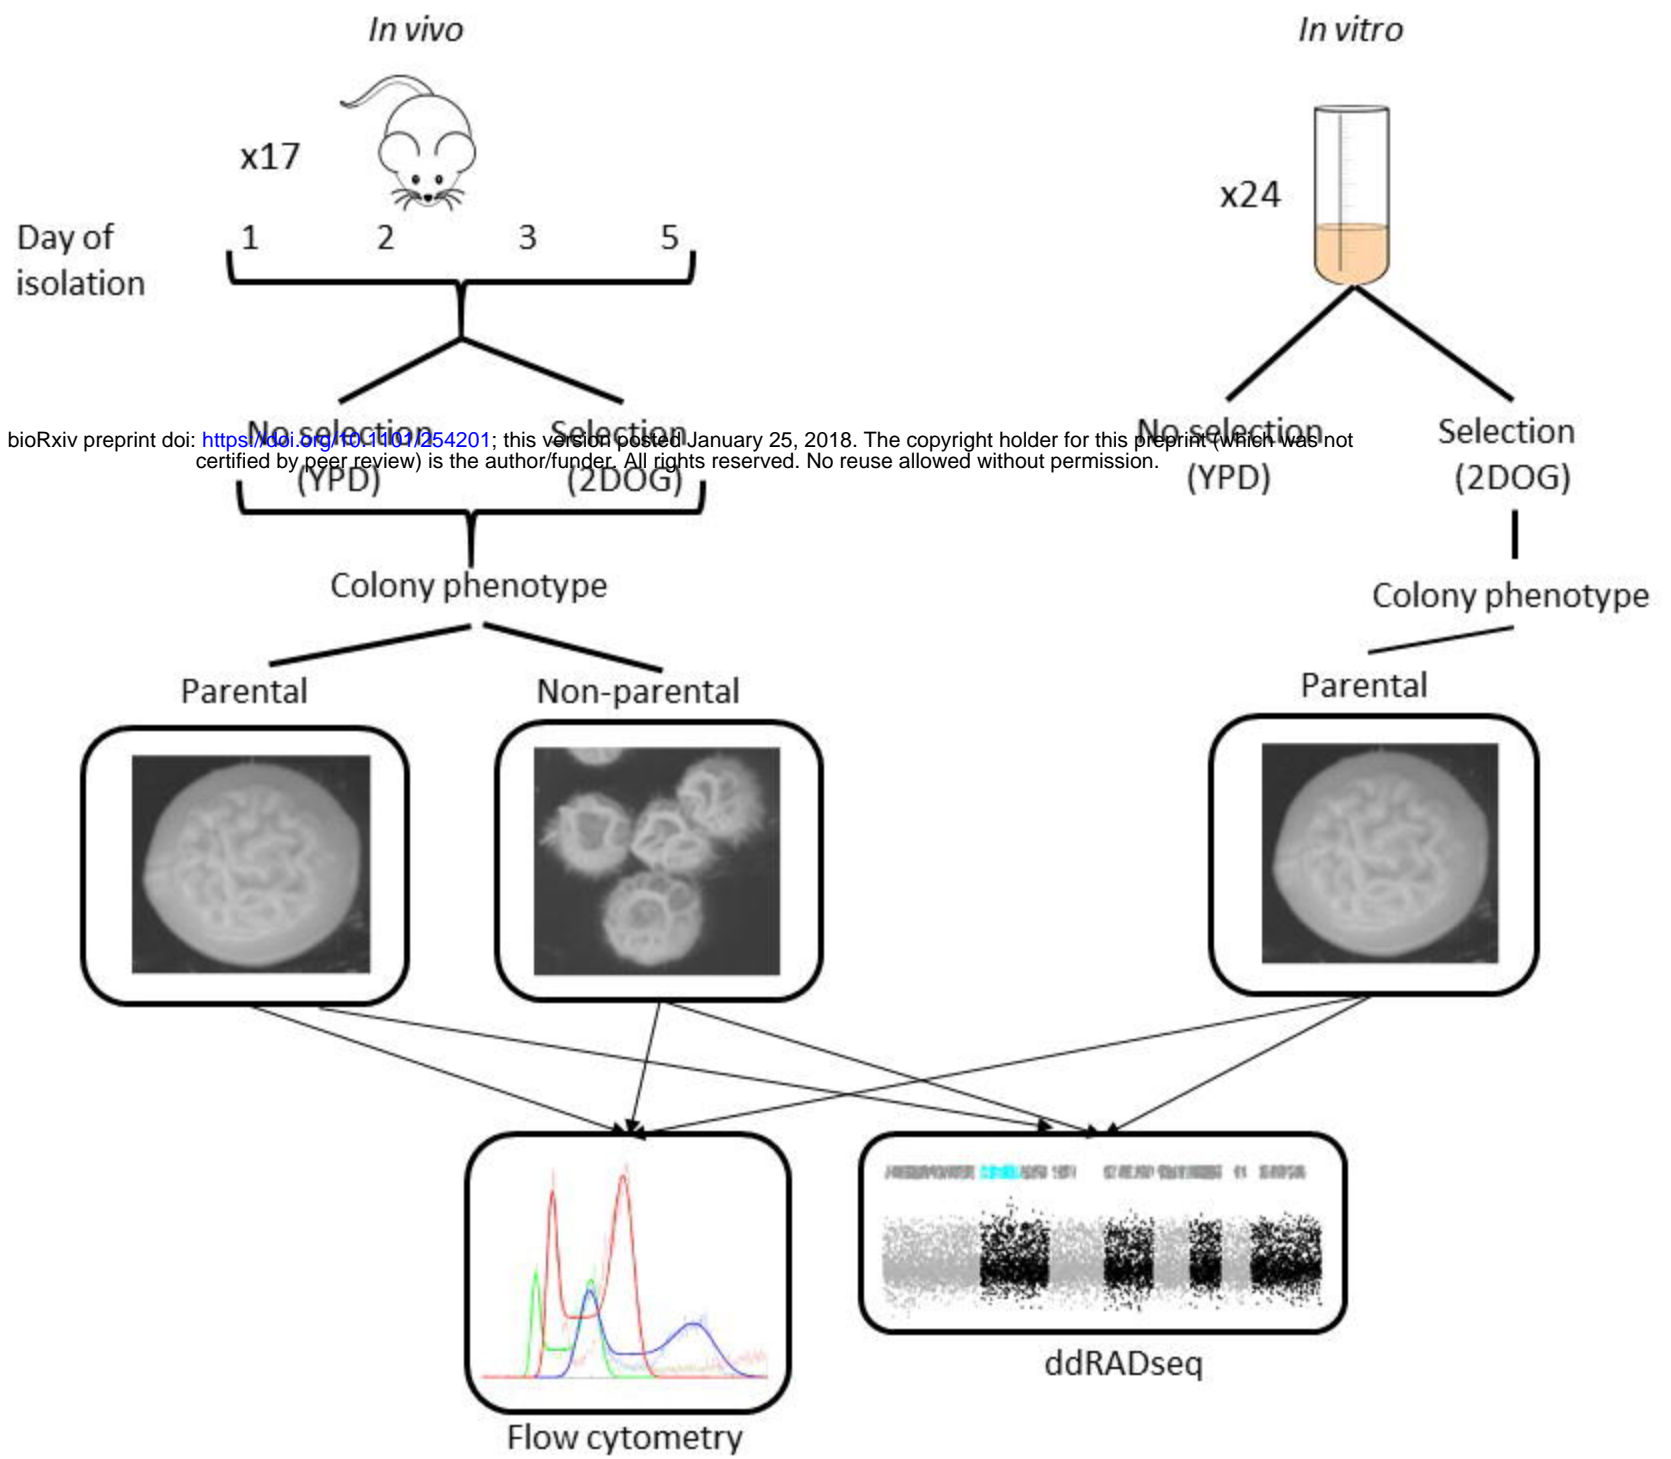 In vivo
In vitro
x17
x24
Day of
isolation
1 2 3 5
No selection
(YPD)
Selection
(2DOG)
No selection
(YPD)
Selection
(2DOG)
bioRxiv preprint doi: https://doi.org/10.1101/254201; this version posted January 25, 2018. The copyright holder for this preprint (which was not
certified by peer review) is the author/funder. All rights reserved. No reuse allowed without permission.
Colony phenotype
Colony phenotype
Parental
Non-parental
Parental
ddRADseq
Flow cytometry